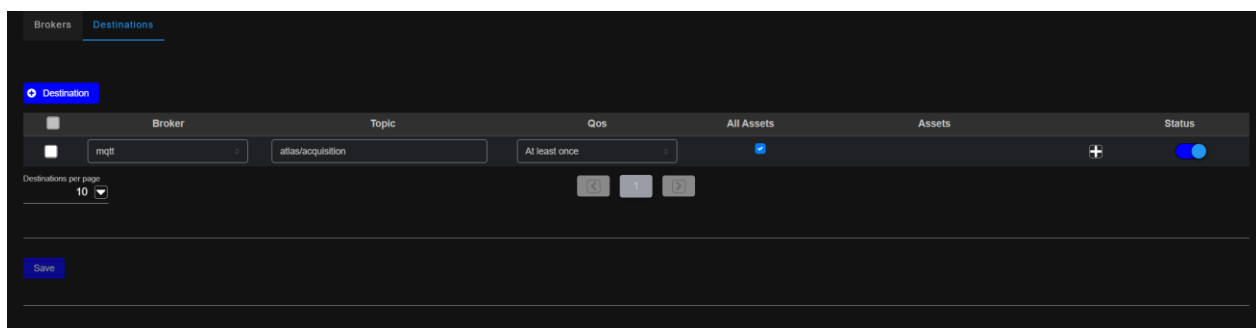 Brokers Destinations
Destination
Broker Topic Qos All Assets Assets Status
mqtt atlas/acquisition At least once
Destinations per page
10 1
Save